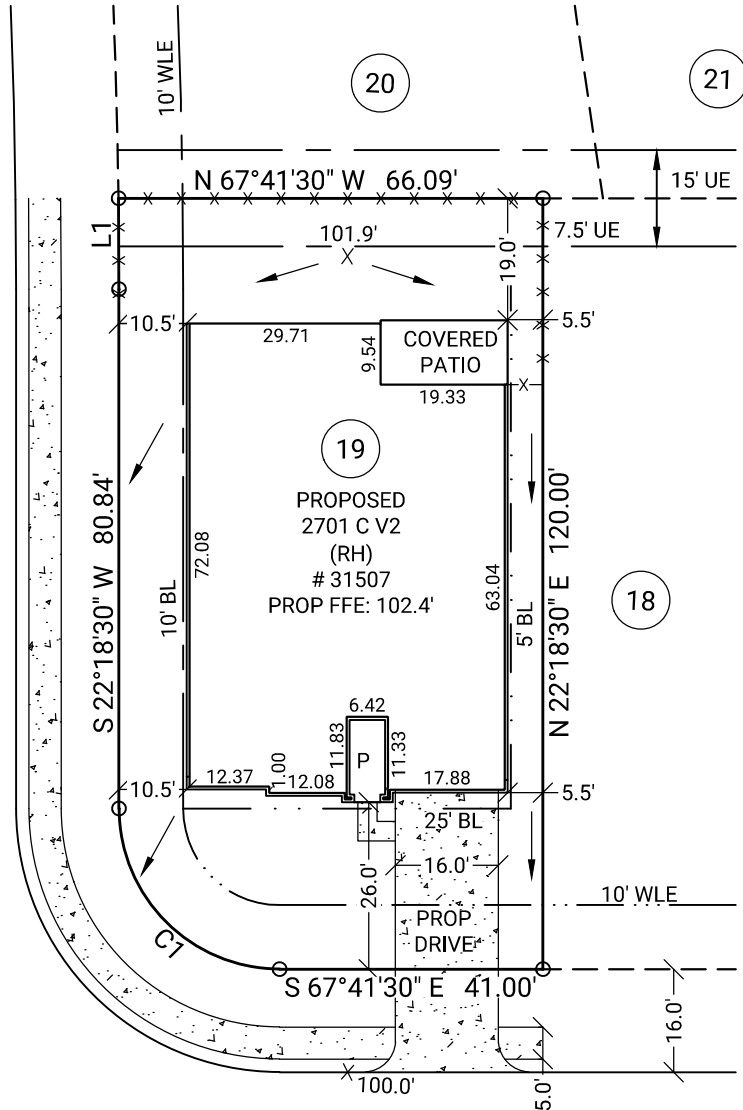 10' WLE
20
21
N 67°41'30" W 66.09'
15' UE
L1
101.9'
7.5' UE
X
19.0'
10.5'
29.71
5.5'
9.54
COVERED
PATIO
19.33
X
19
PROPOSED
2701 C V2
(RH)
# 31507
PROP FFE: 102.4'
S 22°18'30" W 80.84'
72.08
10' BL
63.04
5' BL
N 22°18'30" E 120.00'
18
6.42
11.83
P
11.33
10.5'
12.37
1.00
12.08
17.88
5.5'
25' BL
26.0'
16.0'
10' WLE
PROP
DRIVE
C1
S 67°41'30" E 41.00'
16.0'
X
100.0'
5.0'